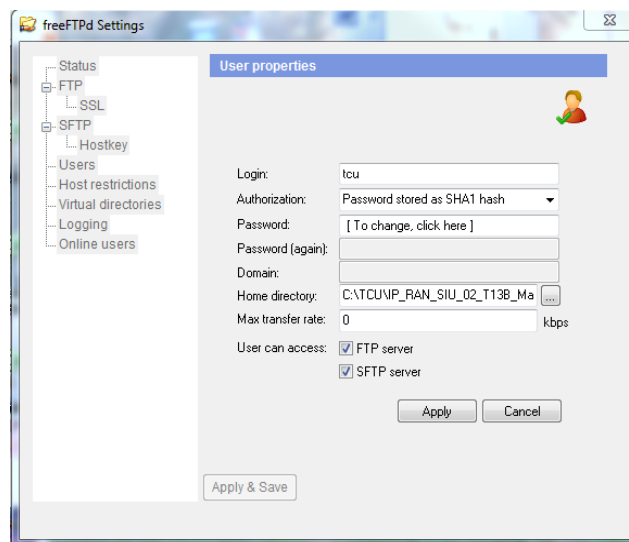 freeFTPd Settings
Status
FTP
SSL
SFTP
Hostkey
Users
Host restrictions
Virtual directories
Logging
Online users
User properties
Login: tcu
Authorization: Password stored as SHA1 hash
Password: [ To change, click here ]
Password (again):
Domain:
Home directory: C:\TCU\IP_RAN_SIU_02_T13B_Ma ...
Max transfer rate: 0 kbps
User can access: FTP server
SFTP server
Apply Cancel
Apply & Save